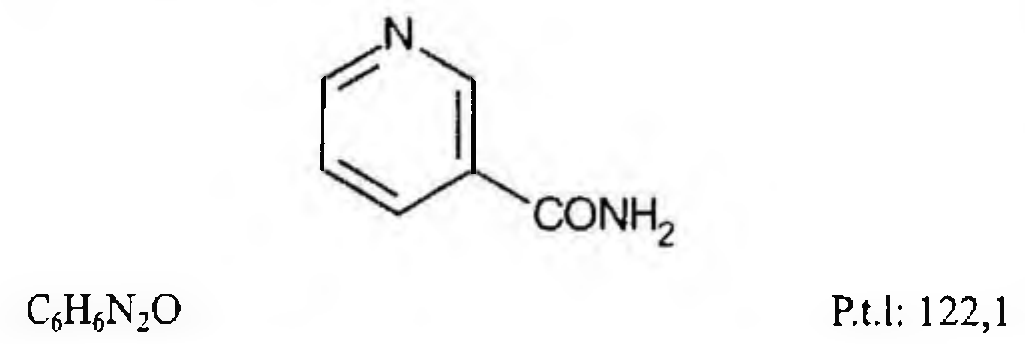 N
CONH₂
C₆H₆N₂O P.t.l: 122,1